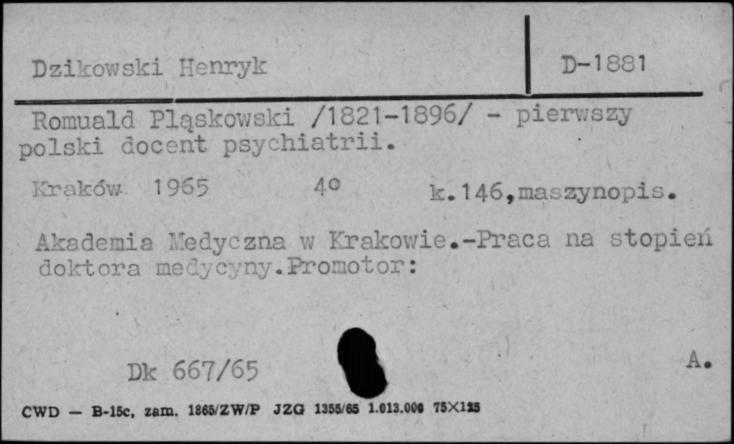 Dzikowski Henryk D-1881
Romuald Pląskowski /1821-1896/ - pierwszy
polski docent psychiatrii.
Kraków 1965 4° k.146,maszynopis.
Akademia Medyczna w Krakowie.-Praca na stopień
doktora medycyny.Promotor:
Dk 667/65 A.
CWD — B-15c, zam. 1865/ZW/P JZG 1355/65 1.013.000 75X125